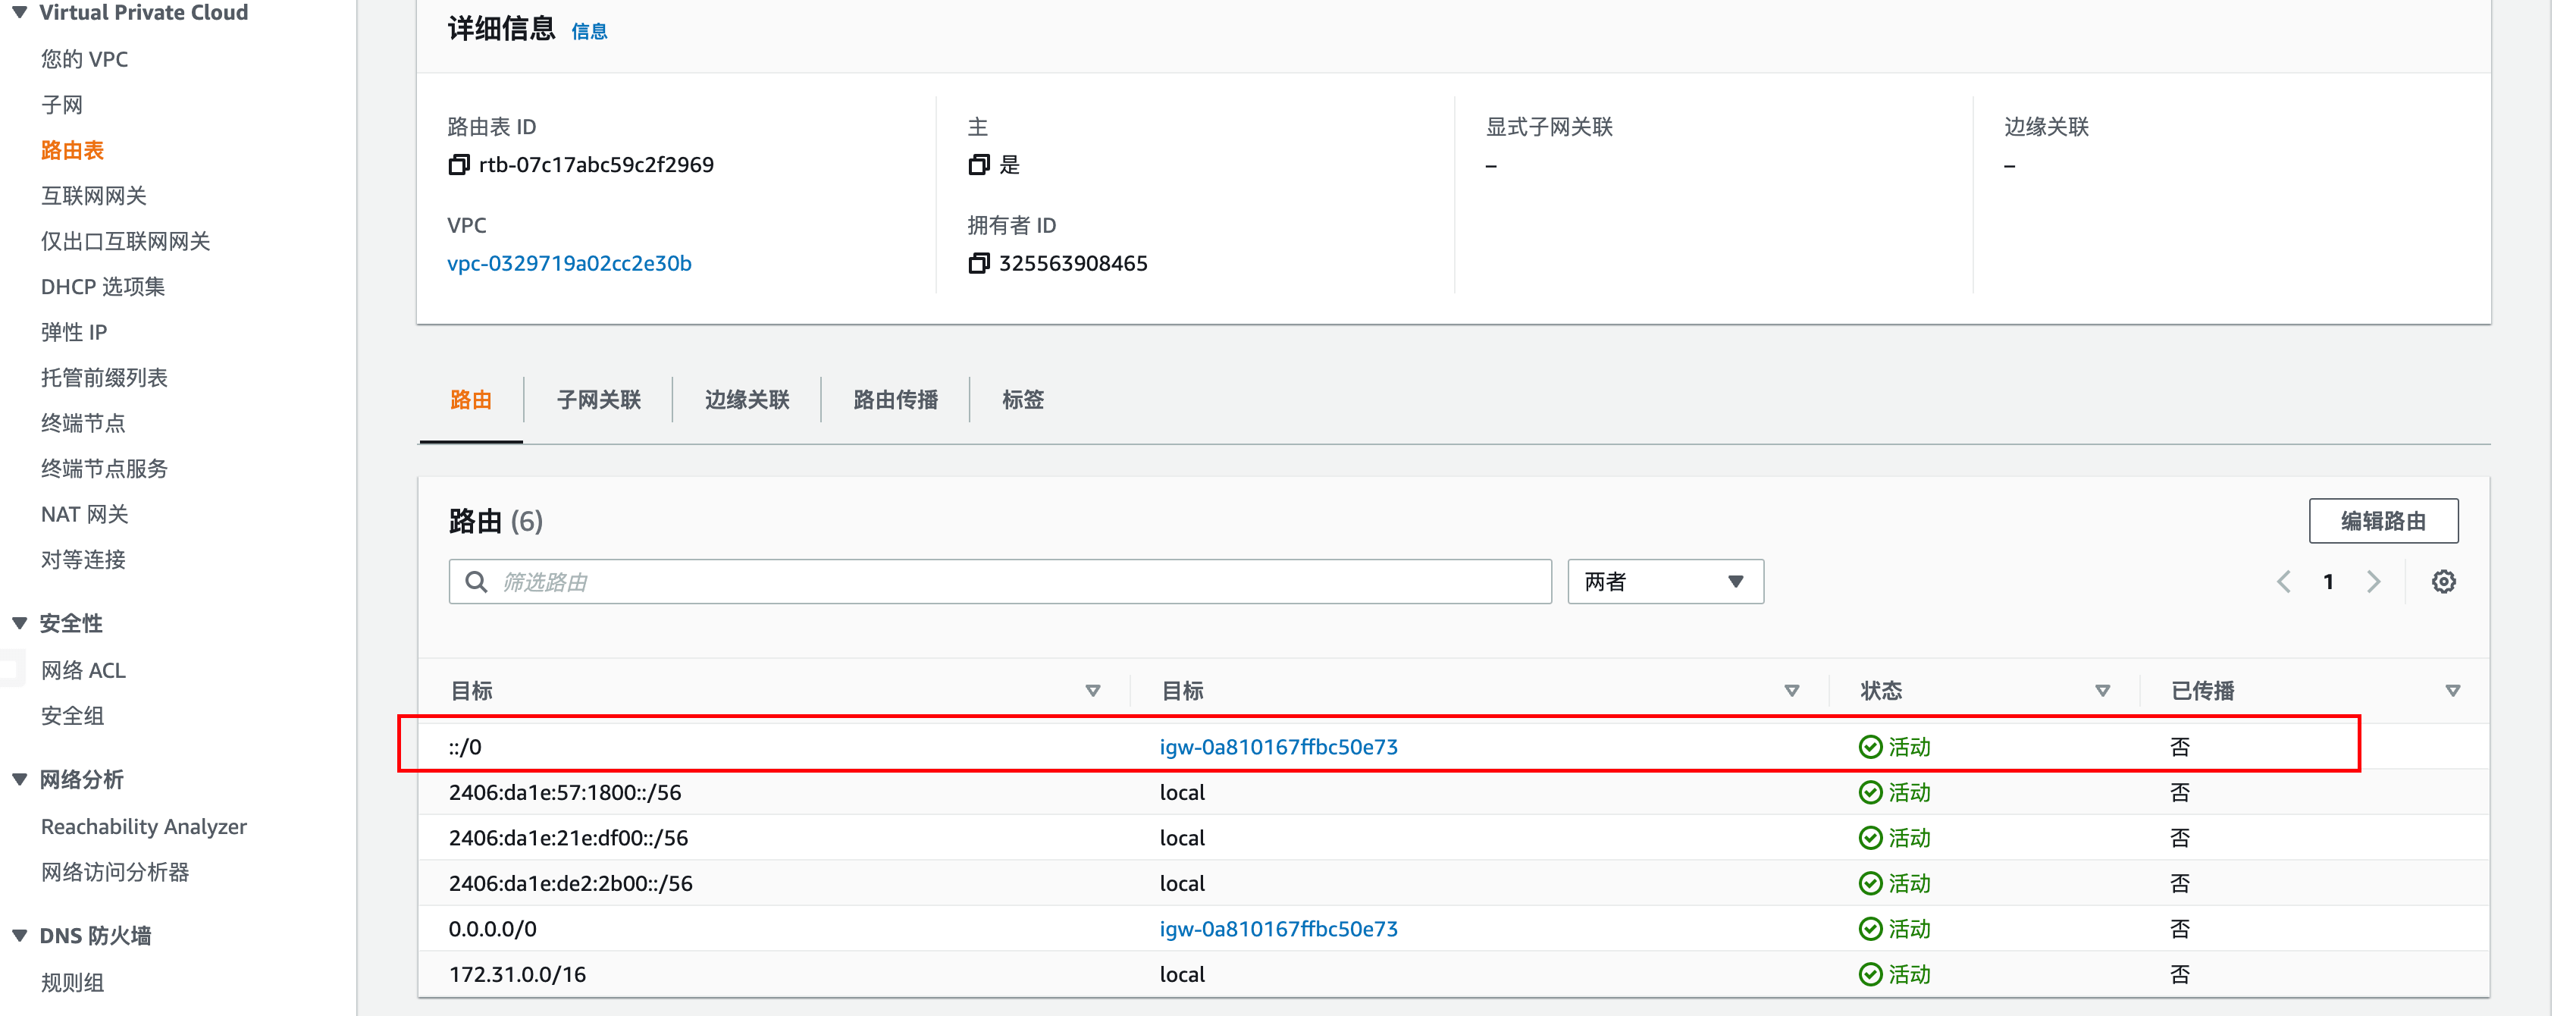 Virtual Private Cloud
您的 VPC
子网
路由表
互联网网关
仅出口互联网网关
DHCP 选项集
弹性 IP
托管前缀列表
终端节点
终端节点服务
NAT 网关
对等连接
安全性
网络 ACL
安全组
网络分析
Reachability Analyzer
网络访问分析器
DNS 防火墙
规则组
详细信息 信息
路由表 ID
rtb-07c17abc59c2f2969
主
是
显式子网关联
–
边缘关联
–
VPC
vpc-0329719a02cc2e30b
拥有者 ID
325563908465
路由 子网关联 边缘关联 路由传播 标签
路由 (6) 编辑路由
筛选路由 两者 1
目标 目标 状态 已传播
::/0 igw-0a810167ffbc50e73 活动 否
2406:da1e:57:1800::/56 local 活动 否
2406:da1e:21e:df00::/56 local 活动 否
2406:da1e:de2:2b00::/56 local 活动 否
0.0.0.0/0 igw-0a810167ffbc50e73 活动 否
172.31.0.0/16 local 活动 否